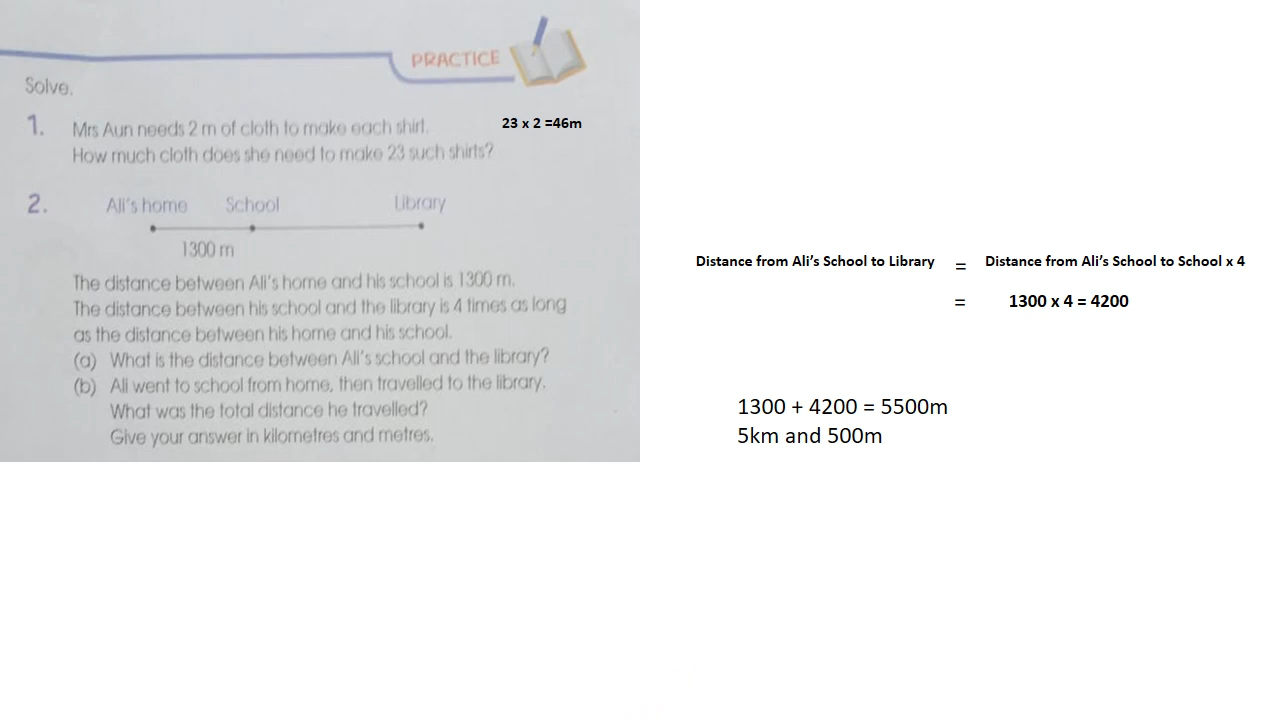 PRACTICE
Solve.
1. Mrs Aun needs 2 m of cloth to make each shirt.
How much cloth does she need to make 23 such shirts?
23 x 2 =46m
2. Ali's home School Library
1300 m
The distance between Ali's home and his school is 1300 m.
The distance between his school and the library is 4 times as long
as the distance between his home and his school.
(a) What is the distance between Ali's school and the library?
(b) Ali went to school from home, then travelled to the library.
What was the total distance he travelled?
Give your answer in kilometres and metres.
Distance from Ali’s School to Library = Distance from Ali’s School to School x 4
= 1300 x 4 = 4200
1300 + 4200 = 5500m
5km and 500m